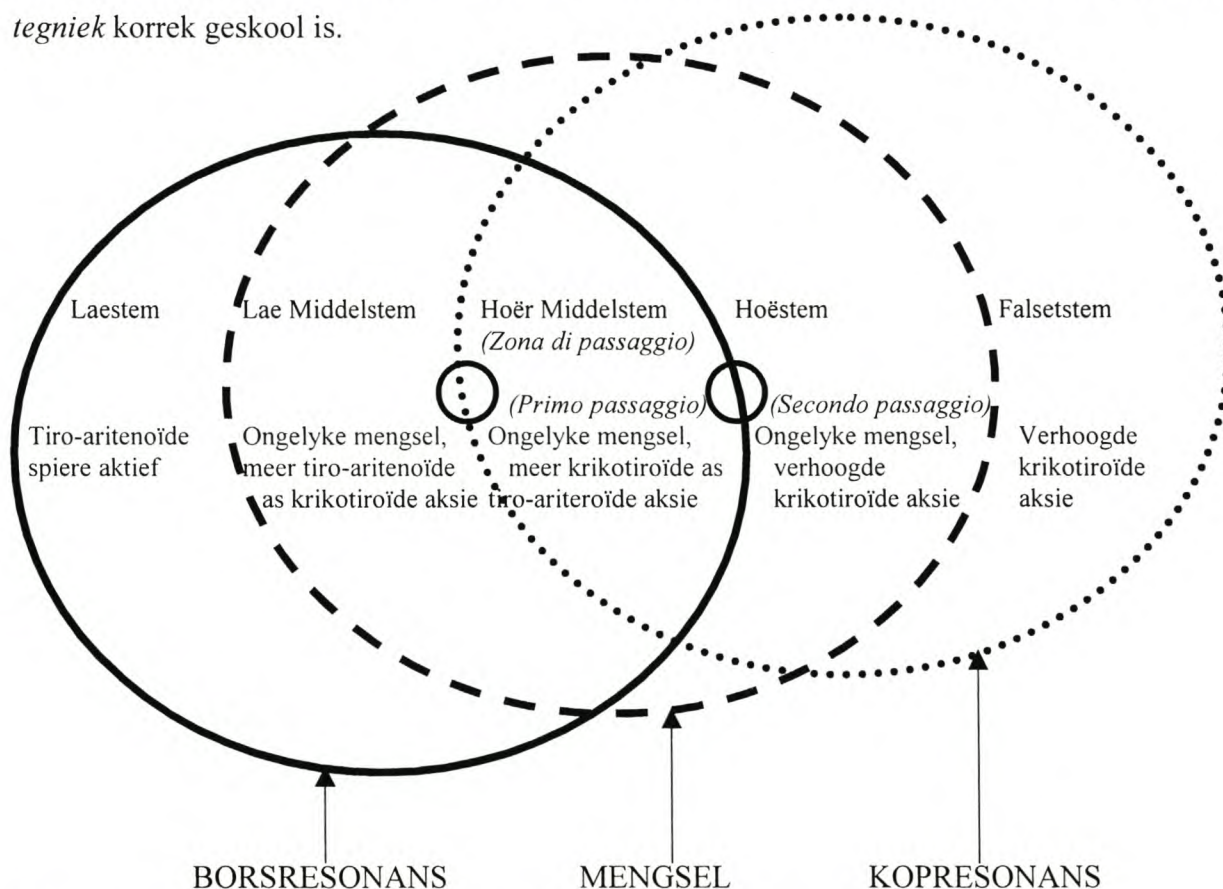 tegniek korrek geskool is.
Laestem
Lae Middelstem
Hoër Middelstem
Hoëstem
Falsetstem
(Zona di passaggio)
(Primo passaggio)
(Secondo passaggio)
Tiro-aritenoïde
spiere aktief
Ongelyke mengsel,
meer tiro-aritenoïde
as krikotiroïde aksie
Ongelyke mengsel,
meer krikotiroïde as
tiro-ariteroïde aksie
Ongelyke mengsel,
verhoogde
krikotiroïde aksie
Verhoogde
krikotiroïde
aksie
BORSRESONANS
MENGSEL
KOPRESONANS